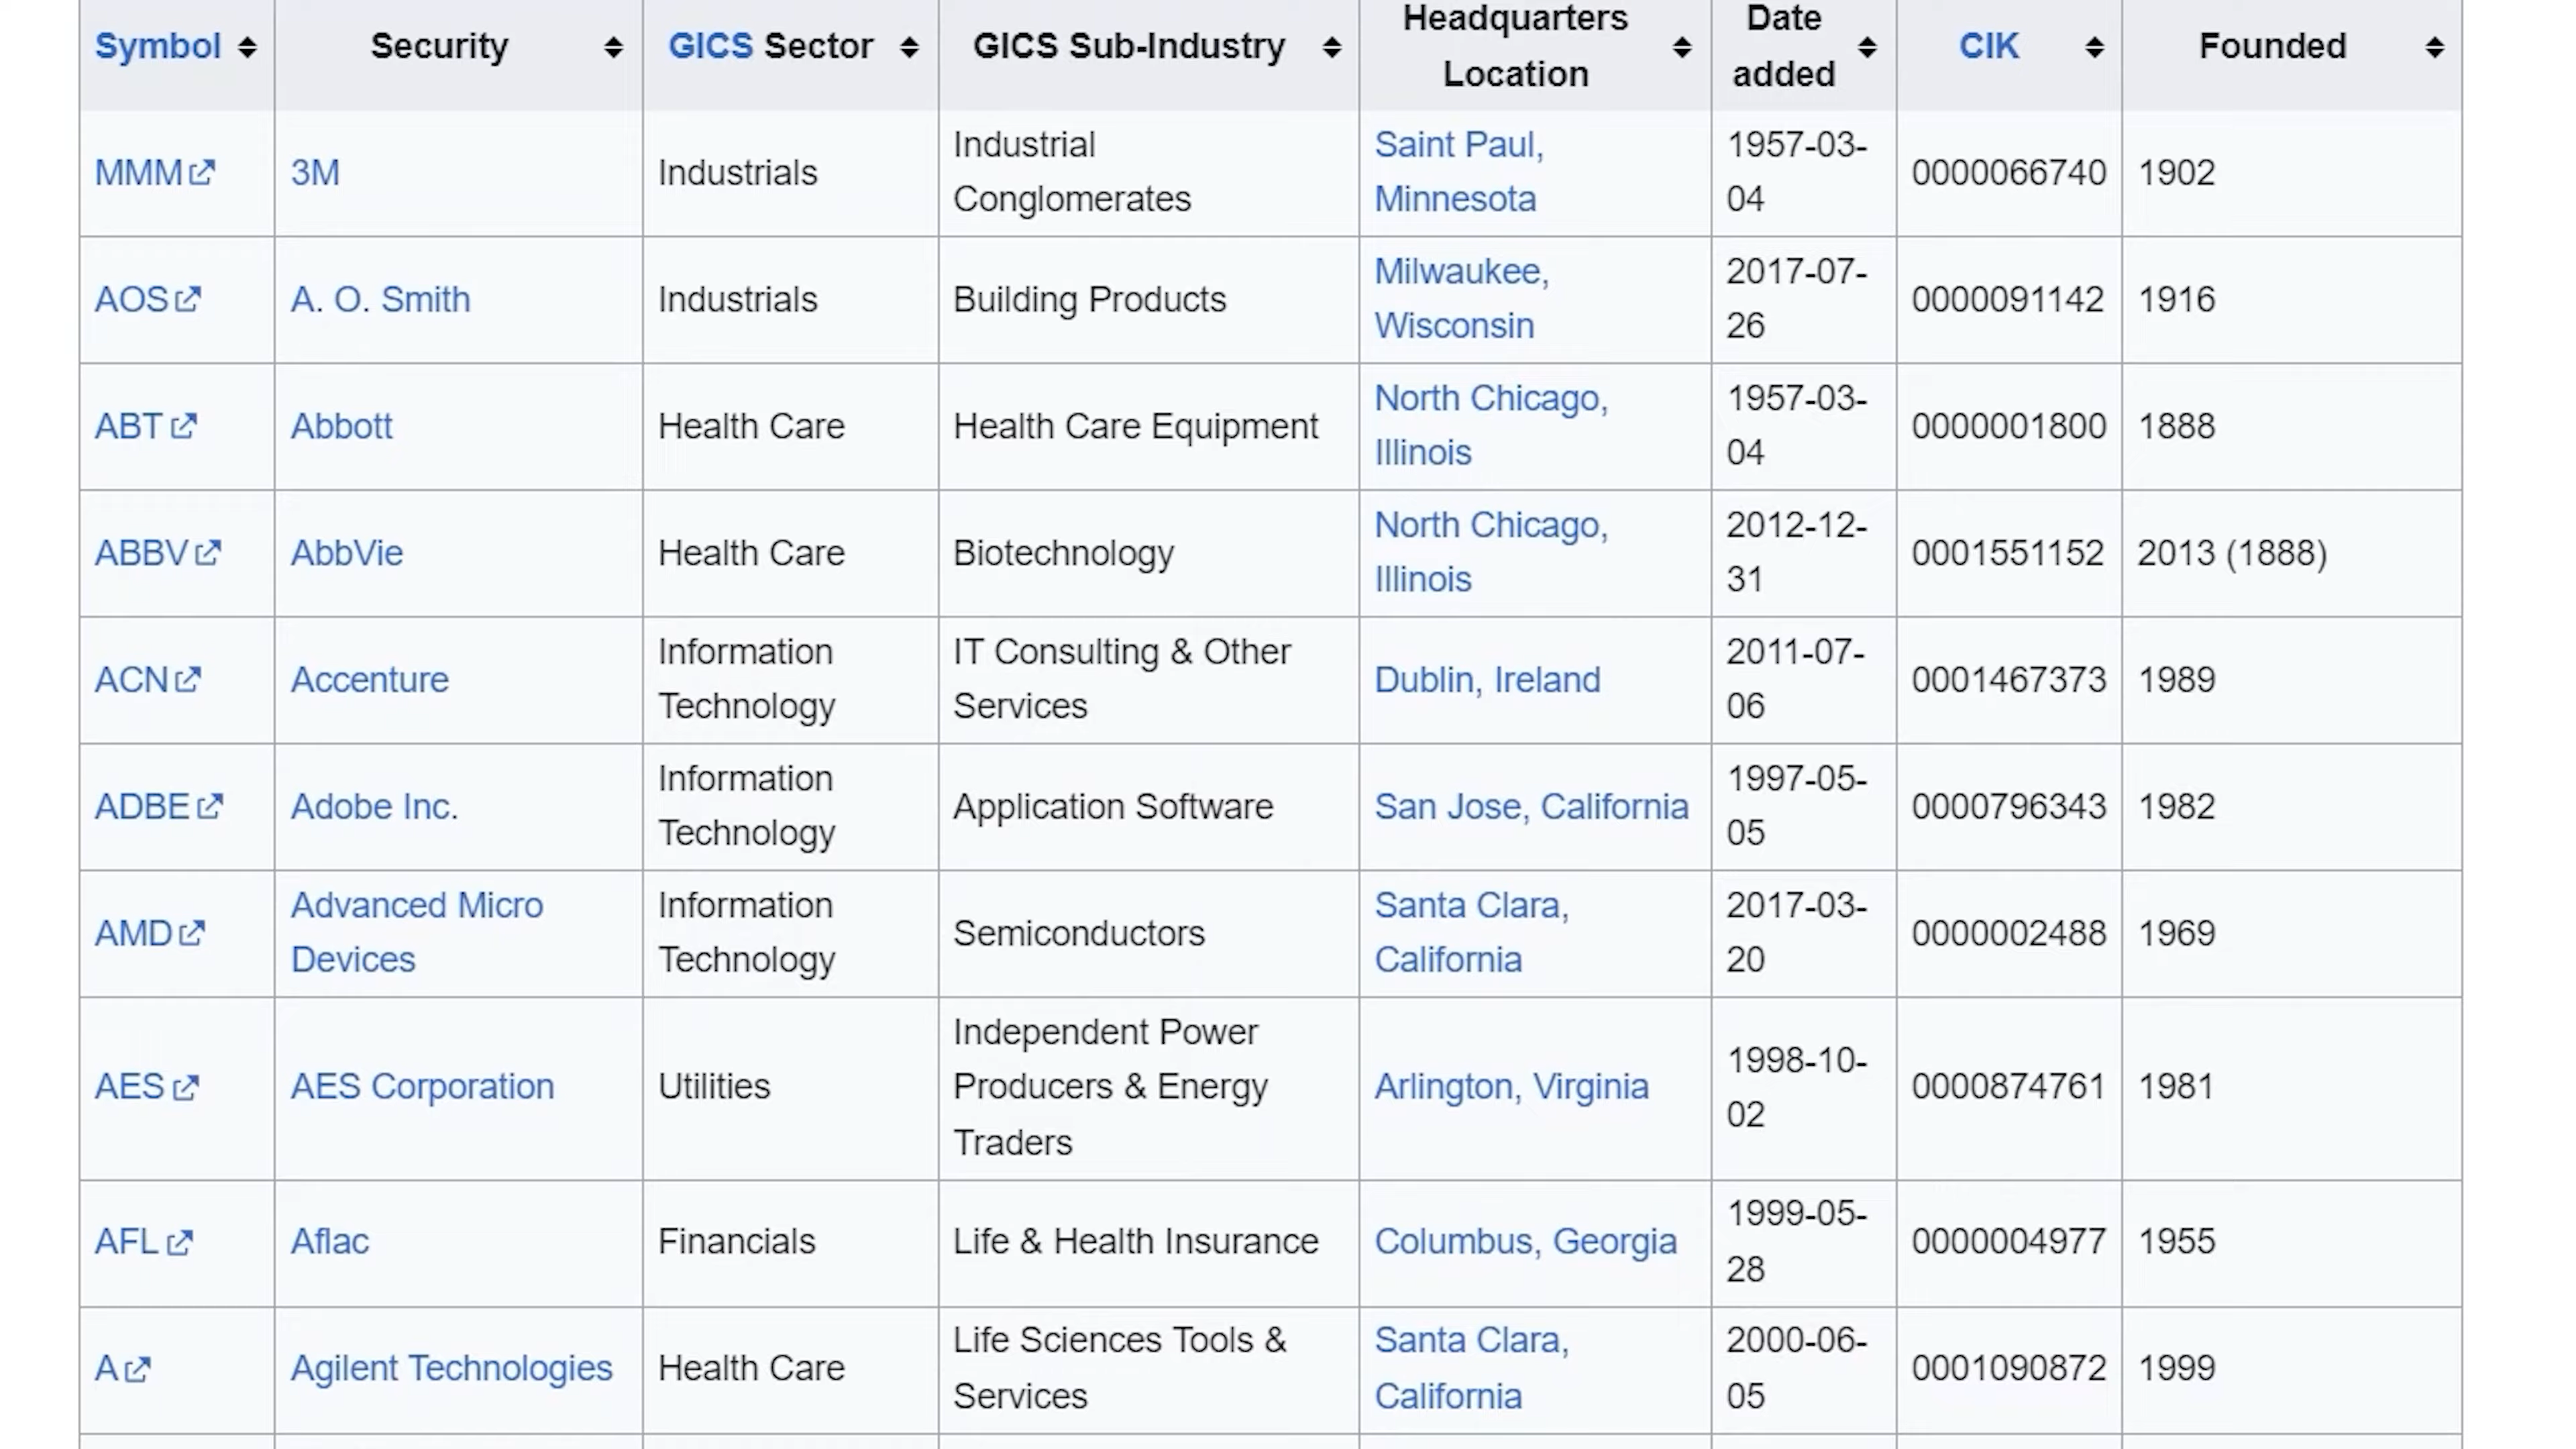 Symbol Security GICS Sector GICS Sub-Industry Headquarters Location Date added CIK Founded
MMM 3M Industrials Industrial Conglomerates Saint Paul, Minnesota 1957-03-04 0000066740 1902
AOS A. O. Smith Industrials Building Products Milwaukee, Wisconsin 2017-07-26 0000091142 1916
ABT Abbott Health Care Health Care Equipment North Chicago, Illinois 1957-03-04 0000001800 1888
ABBV AbbVie Health Care Biotechnology North Chicago, Illinois 2012-12-31 0001551152 2013 (1888)
ACN Accenture Information Technology IT Consulting & Other Services Dublin, Ireland 2011-07-06 0001467373 1989
ADBE Adobe Inc. Information Technology Application Software San Jose, California 1997-05-05 0000796343 1982
AMD Advanced Micro Devices Information Technology Semiconductors Santa Clara, California 2017-03-20 0000002488 1969
AES AES Corporation Utilities Independent Power Producers & Energy Traders Arlington, Virginia 1998-10-02 0000874761 1981
AFL Aflac Financials Life & Health Insurance Columbus, Georgia 1999-05-28 0000004977 1955
A Agilent Technologies Health Care Life Sciences Tools & Services Santa Clara, California 2000-06-05 0001090872 1999